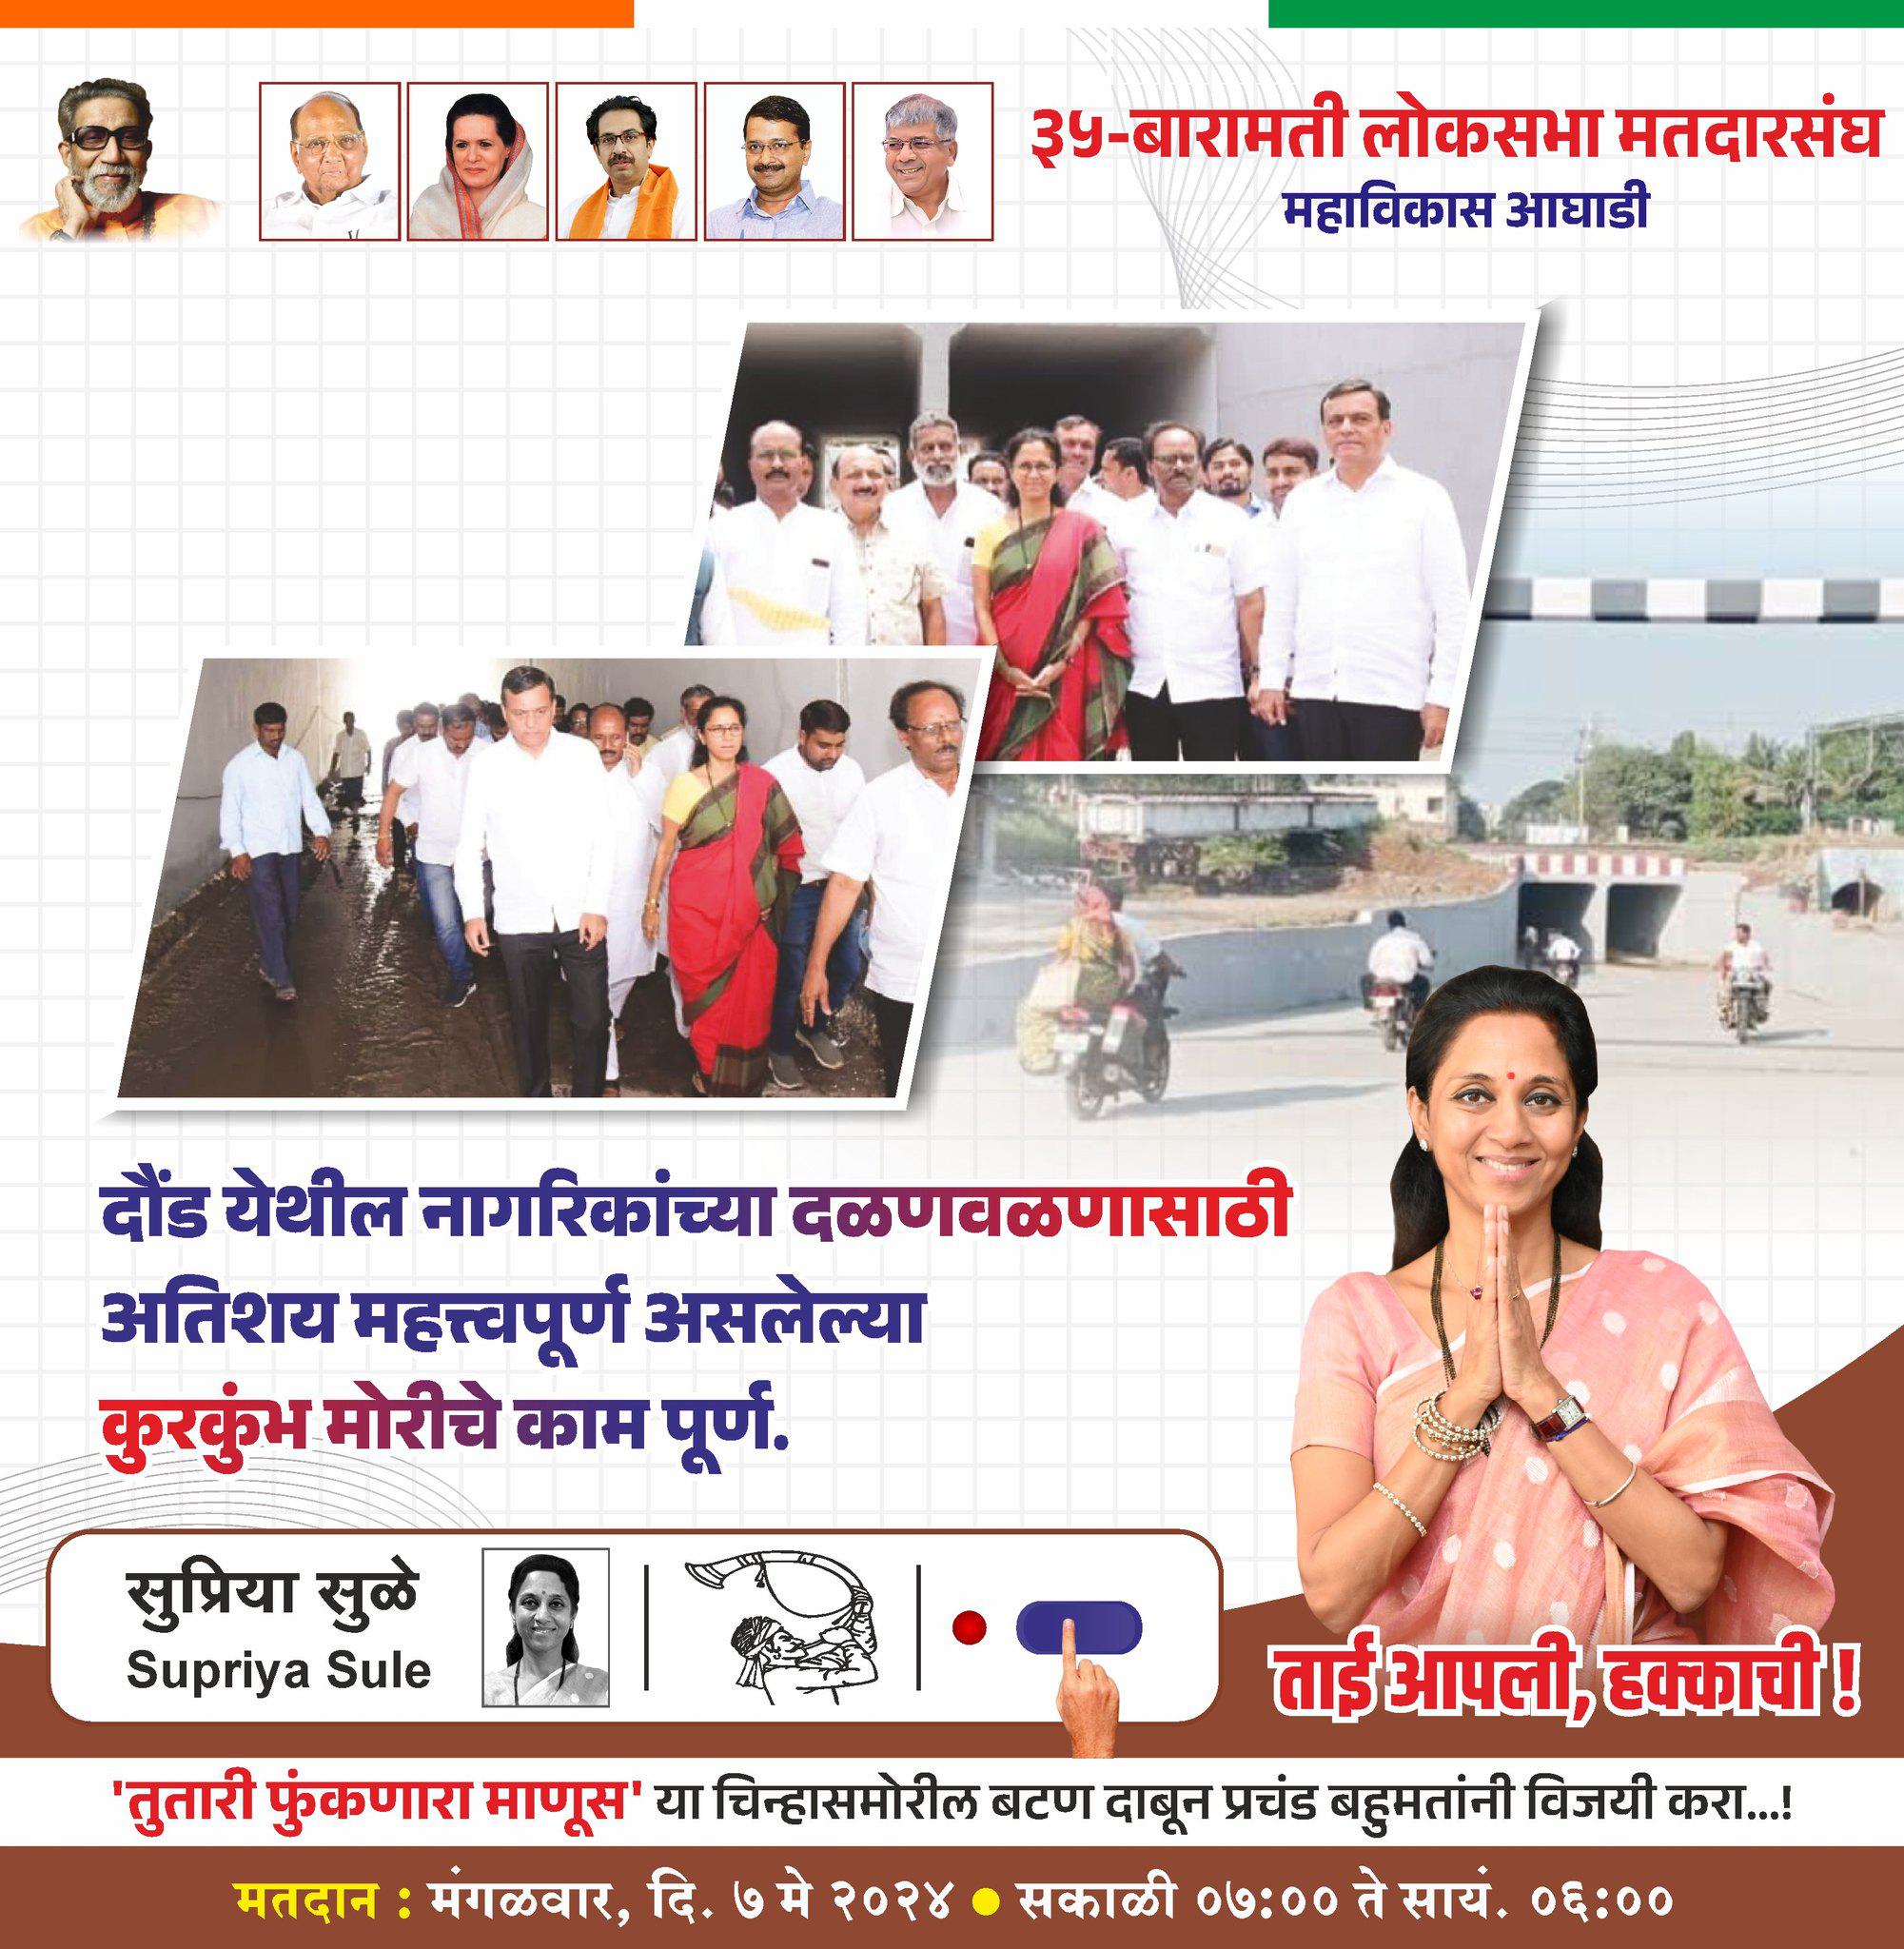 ३५-बारामती लोकसभा मतदारसंघ
महाविकास आघाडी
दौंड येथील नागरिकांच्या दळणवळणासाठी
अतिशय महत्त्वपूर्ण असलेल्या
कुरकुंभ मोरीचे काम पूर्ण.
सुप्रिया सुळे
Supriya Sule
ताई आपली, हक्काची !
'तुतारी फुंकणारा माणूस' या चिन्हासमोरील बटण दाबून प्रचंड बहुमतांनी विजयी करा...!
मतदान : मंगळवार, दि. ७ मे २०२४ ● सकाळी ०७:०० ते सायं. ०६:००